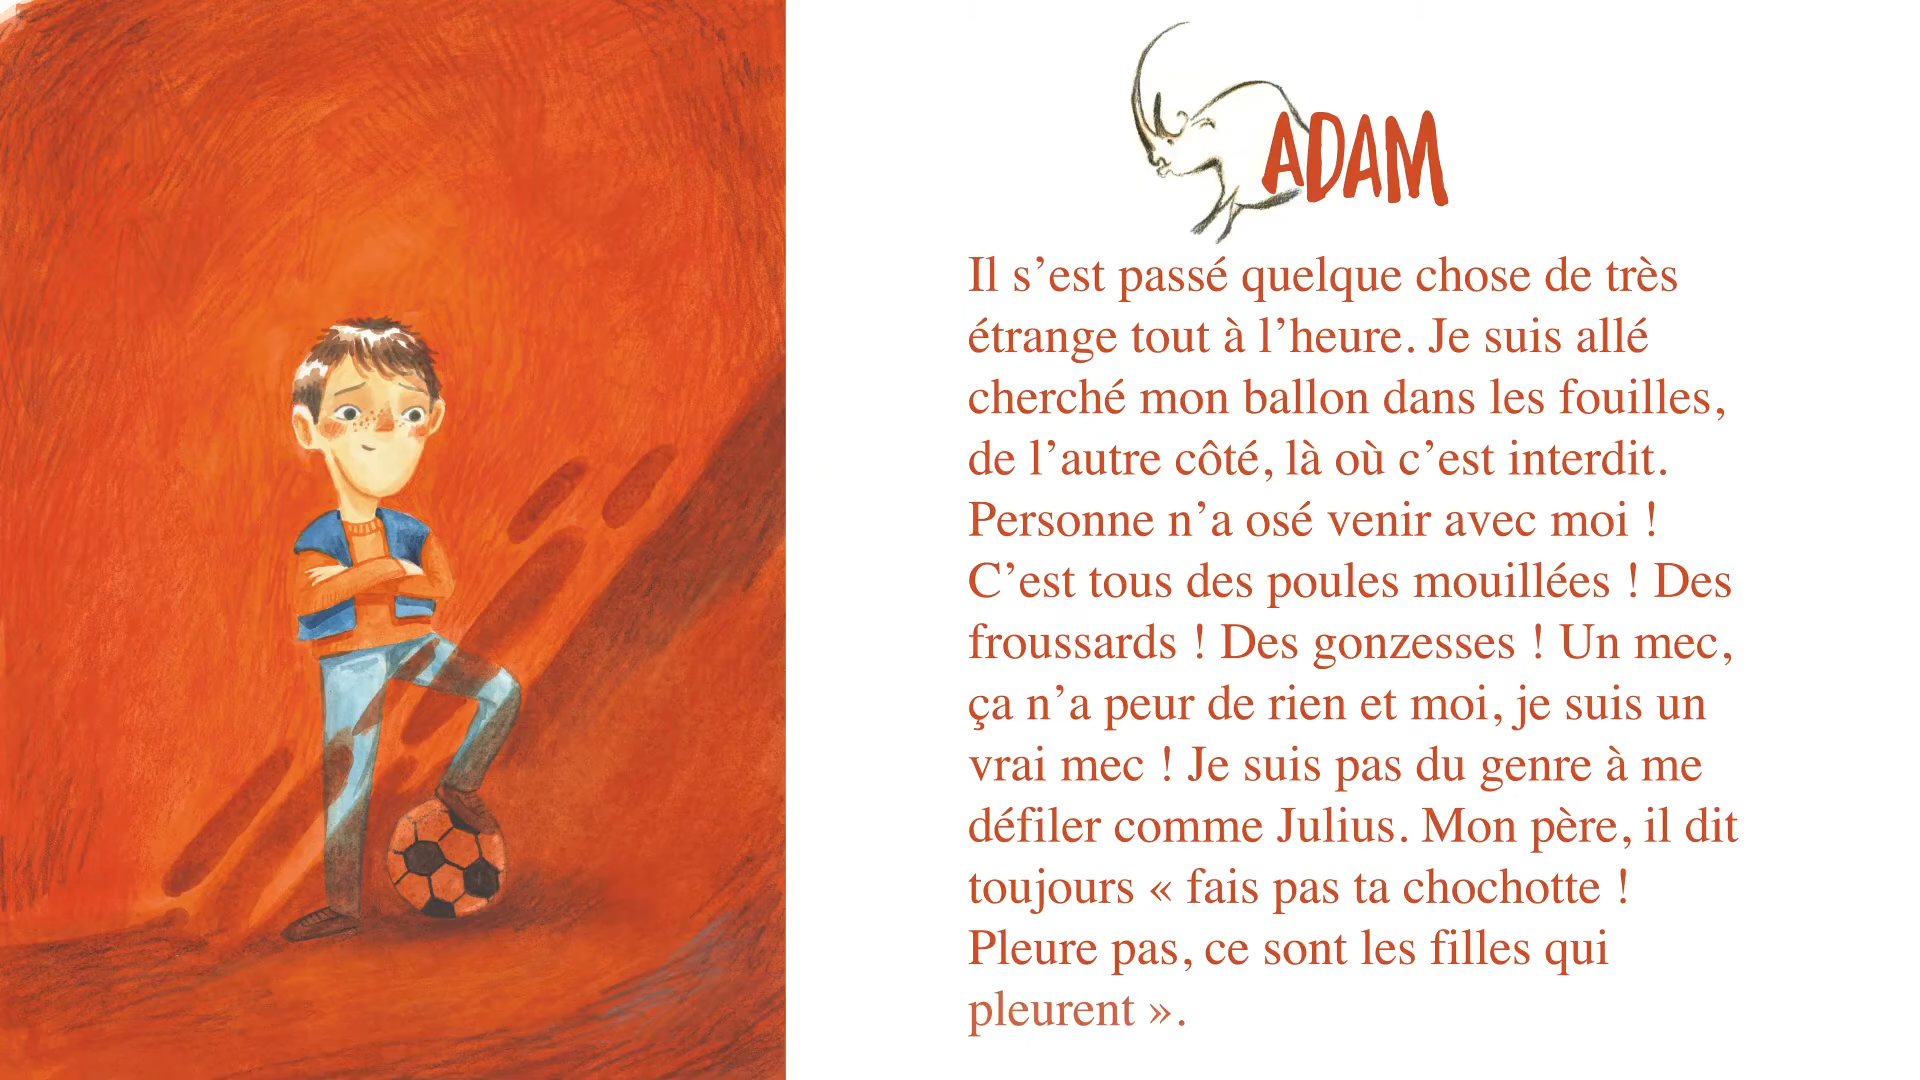 ADAM
Il s’est passé quelque chose de très
étrange tout à l’heure. Je suis allé
cherché mon ballon dans les fouilles,
de l’autre côté, là où c’est interdit.
Personne n’a osé venir avec moi !
C’est tous des poules mouillées ! Des
froussards ! Des gonzesses ! Un mec,
ça n’a peur de rien et moi, je suis un
vrai mec ! Je suis pas du genre à me
défiler comme Julius. Mon père, il dit
toujours « fais pas ta chochotte !
Pleure pas, ce sont les filles qui
pleurent ».